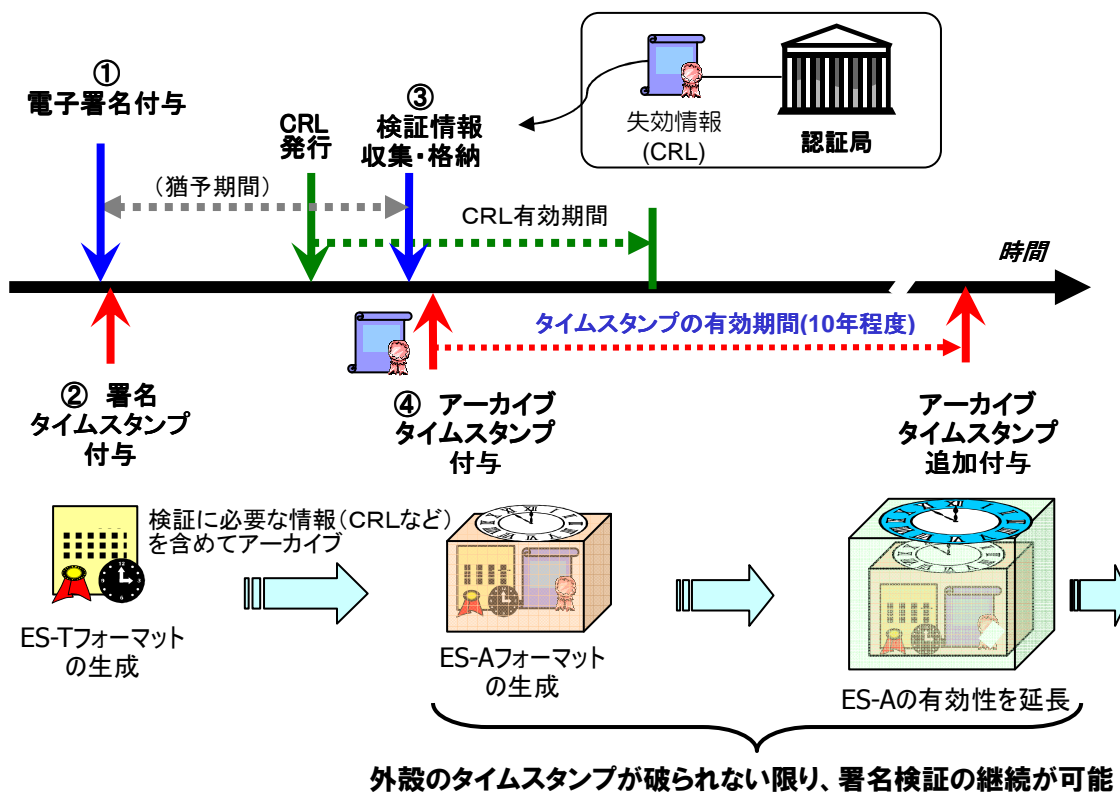 ①
電子署名付与
CRL
発行
③
検証情報
収集・格納
失効情報
(CRL)
認証局
（猶予期間）
CRL有効期間
時間
タイムスタンプの有効期間(10年程度)
② 署名
タイムスタンプ
付与
④ アーカイブ
タイムスタンプ
付与
アーカイブ
タイムスタンプ
追加付与
検証に必要な情報（CRLなど）
を含めてアーカイブ
ES-Tフォーマット
の生成
ES-Aフォーマット
の生成
ES-Aの有効性を延長
外殻のタイムスタンプが破られない限り、署名検証の継続が可能